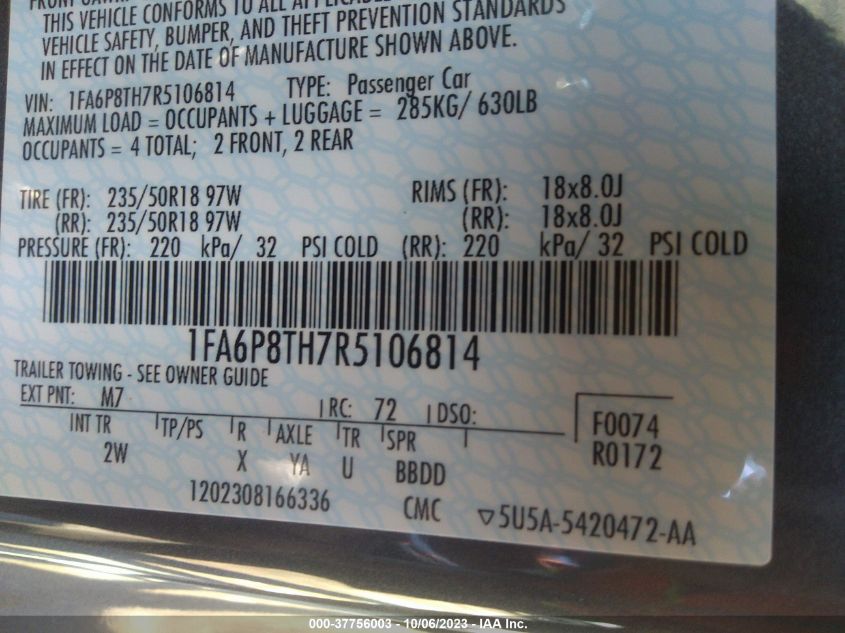 THIS VEHICLE CONFORMS TO ALL
VEHICLE SAFETY, BUMPER, AND THEFT PREVENTION STANDARDS
IN EFFECT ON THE DATE OF MANUFACTURE SHOWN ABOVE.
VIN: 1FA6P8TH7R5106814 TYPE: Passenger Car
MAXIMUM LOAD = OCCUPANTS + LUGGAGE = 285KG/ 630LB
OCCUPANTS = 4 TOTAL; 2 FRONT, 2 REAR
TIRE (FR): 235/50R18 97W RIMS (FR): 18x8.0J
(RR): 235/50R18 97W (RR): 18x8.0J
PRESSURE (FR): 220 kPa/ 32 PSI COLD (RR): 220 kPa/ 32 PSI COLD
1FA6P8TH7R5106814
TRAILER TOWING - SEE OWNER GUIDE
EXT PNT: M7 RC: 72 DSO:
INT TR TP/PS R AXLE TR SPR F0074
2W X YA U BBDD R0172
1202308166336 CMC ▽5U5A-5420472-AA
000-37756003 - 10/06/2023 - IAA Inc.